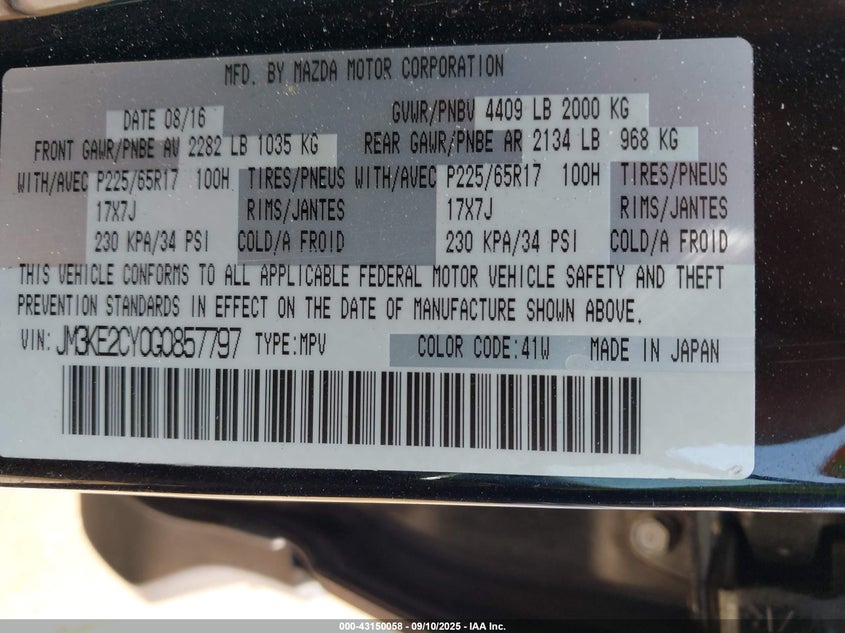 MFD. BY MAZDA MOTOR CORPORATION
DATE 08/16 GVWR/PNBV 4409 LB 2000 KG
FRONT GAWR/PNBE AV 2282 LB 1035 KG REAR GAWR/PNBE AR 2134 LB 968 KG
WITH/AVEC P225/65R17 100H TIRES/PNEUS WITH/AVEC P225/65R17 100H TIRES/PNEUS
17X7J RIMS/JANTES 17X7J RIMS/JANTES
230 KPA/34 PSI COLD/A FROID 230 KPA/34 PSI COLD/A FROID
THIS VEHICLE CONFORMS TO ALL APPLICABLE FEDERAL MOTOR VEHICLE SAFETY AND THEFT
PREVENTION STANDARDS IN EFFECT ON THE DATE OF MANUFACTURE SHOWN ABOVE.
VIN: JM3KE2CY0G0857797 TYPE:MPV COLOR CODE:41W MADE IN JAPAN
000-43150058 - 09/10/2025 - IAA Inc.